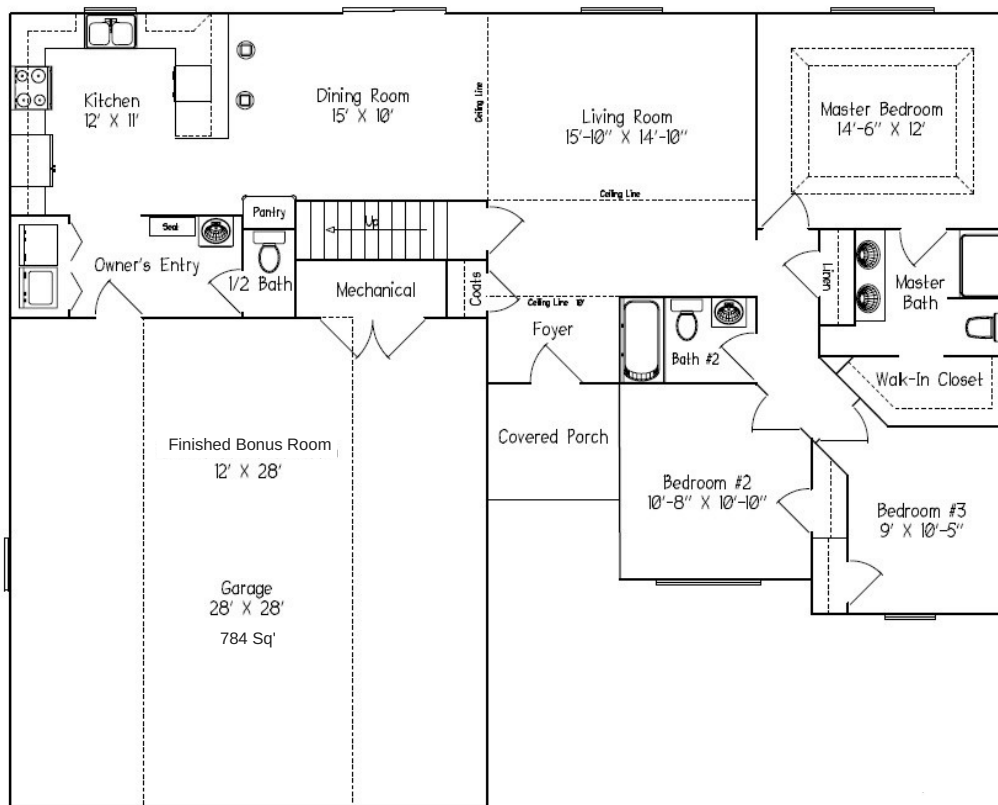 Kitchen
12' X 11'
Dining Room
15' X 10'
Ceiling Line
Living Room
15'-10" X 14'-10"
Ceiling Line
Master Bedroom
14'-6" X 12'
Pantry
Up
Seat
Owner's Entry
1/2 Bath
Mechanical
Coats
Ceiling Line 10'
Foyer
Linen
Master
Bath
Bath #2
Wak-In Closet
Covered Porch
Finished Bonus Room
12' X 28'
Bedroom #2
10'-8" X 10'-10"
Bedroom #3
9' X 10'-5"
Garage
28' X 28'
784 Sq'